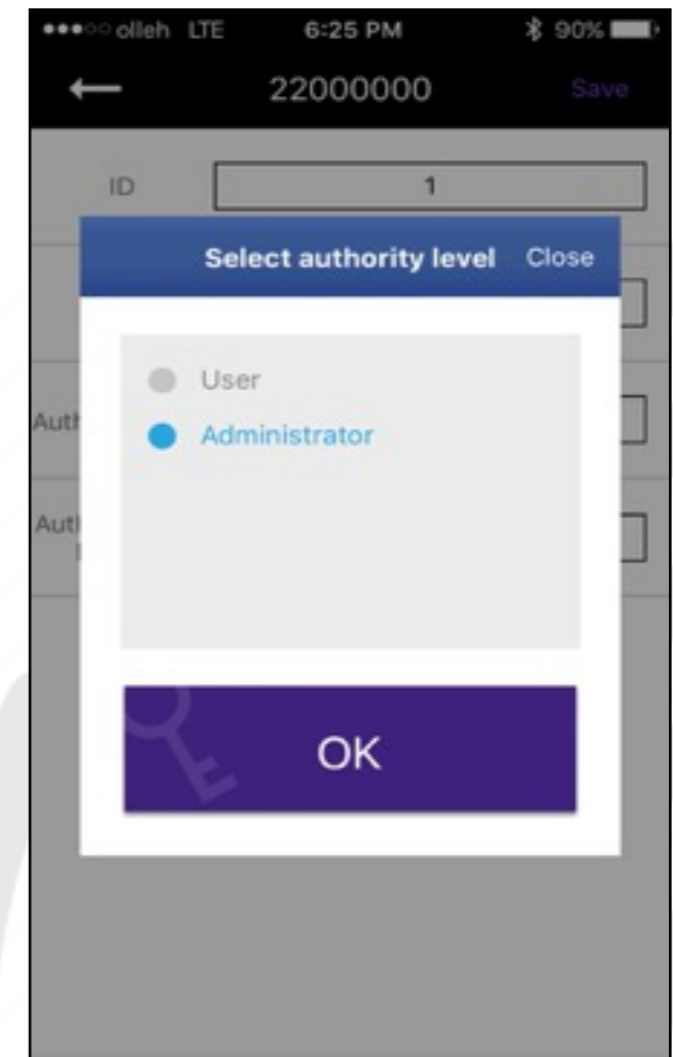 olleh LTE 6:25 PM 90%
22000000 Save
ID 1
Select authority level Close
User
Administrator
OK